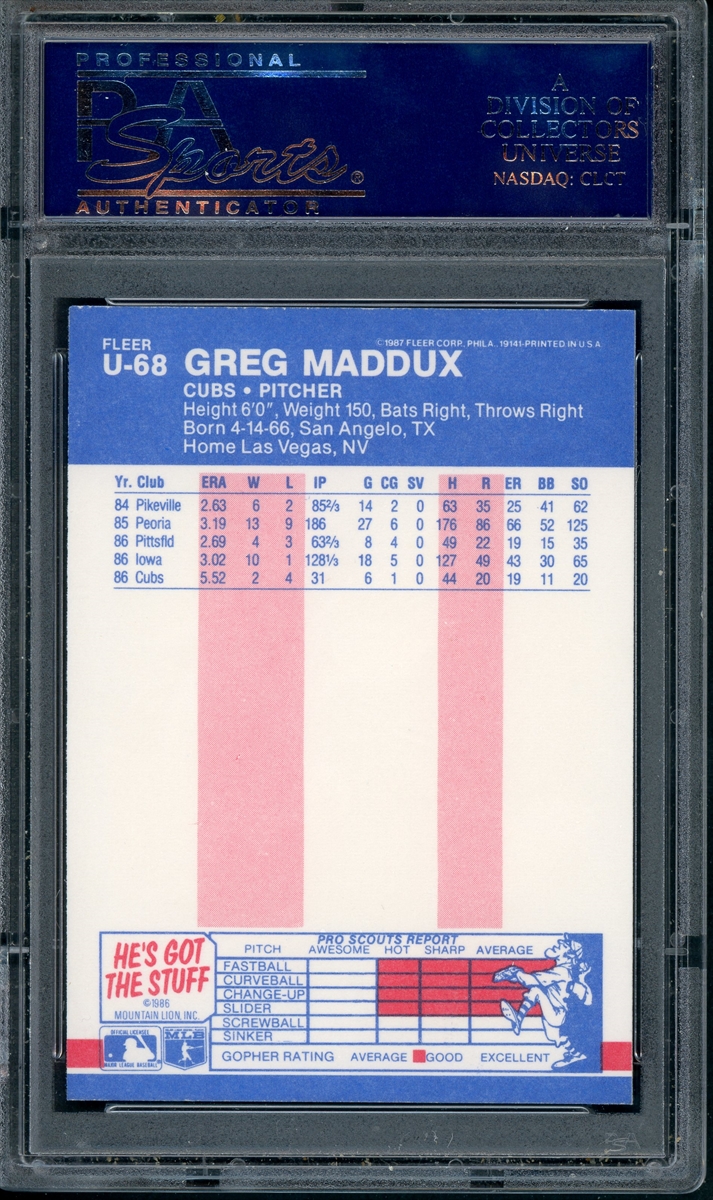 PROFESSIONAL
PSA
Sports®
AUTHENTICATOR
A
DIVISION OF
COLLECTORS
UNIVERSE
NASDAQ: CLCT
©1987 FLEER CORP., PHILA., 19141-PRINTED IN U S A
FLEER
U-68 GREG MADDUX
CUBS • PITCHER
Height 6'0", Weight 150, Bats Right, Throws Right
Born 4-14-66, San Angelo, TX
Home Las Vegas, NV
Yr. Club ERA W L IP G CG SV H R ER BB SO
84 Pikeville 2.63 6 2 85⅔ 14 2 0 63 35 25 41 62
85 Peoria 3.19 13 9 186 27 6 0 176 86 66 52 125
86 Pittsfld 2.69 4 3 63⅔ 8 4 0 49 22 19 15 35
86 Iowa 3.02 10 1 128⅓ 18 5 0 127 49 43 30 65
86 Cubs 5.52 2 4 31 6 1 0 44 20 19 11 20
HE'S GOT
THE STUFF
©1986
MOUNTAIN LION, INC.
PRO SCOUTS REPORT
PITCH AWESOME HOT SHARP AVERAGE
FASTBALL
CURVEBALL
CHANGE-UP
SLIDER
SCREWBALL
SINKER
GOPHER RATING AVERAGE GOOD EXCELLENT
OFFICIAL LICENSEE
MAJOR LEAGUE BASEBALL
MLB
PSA